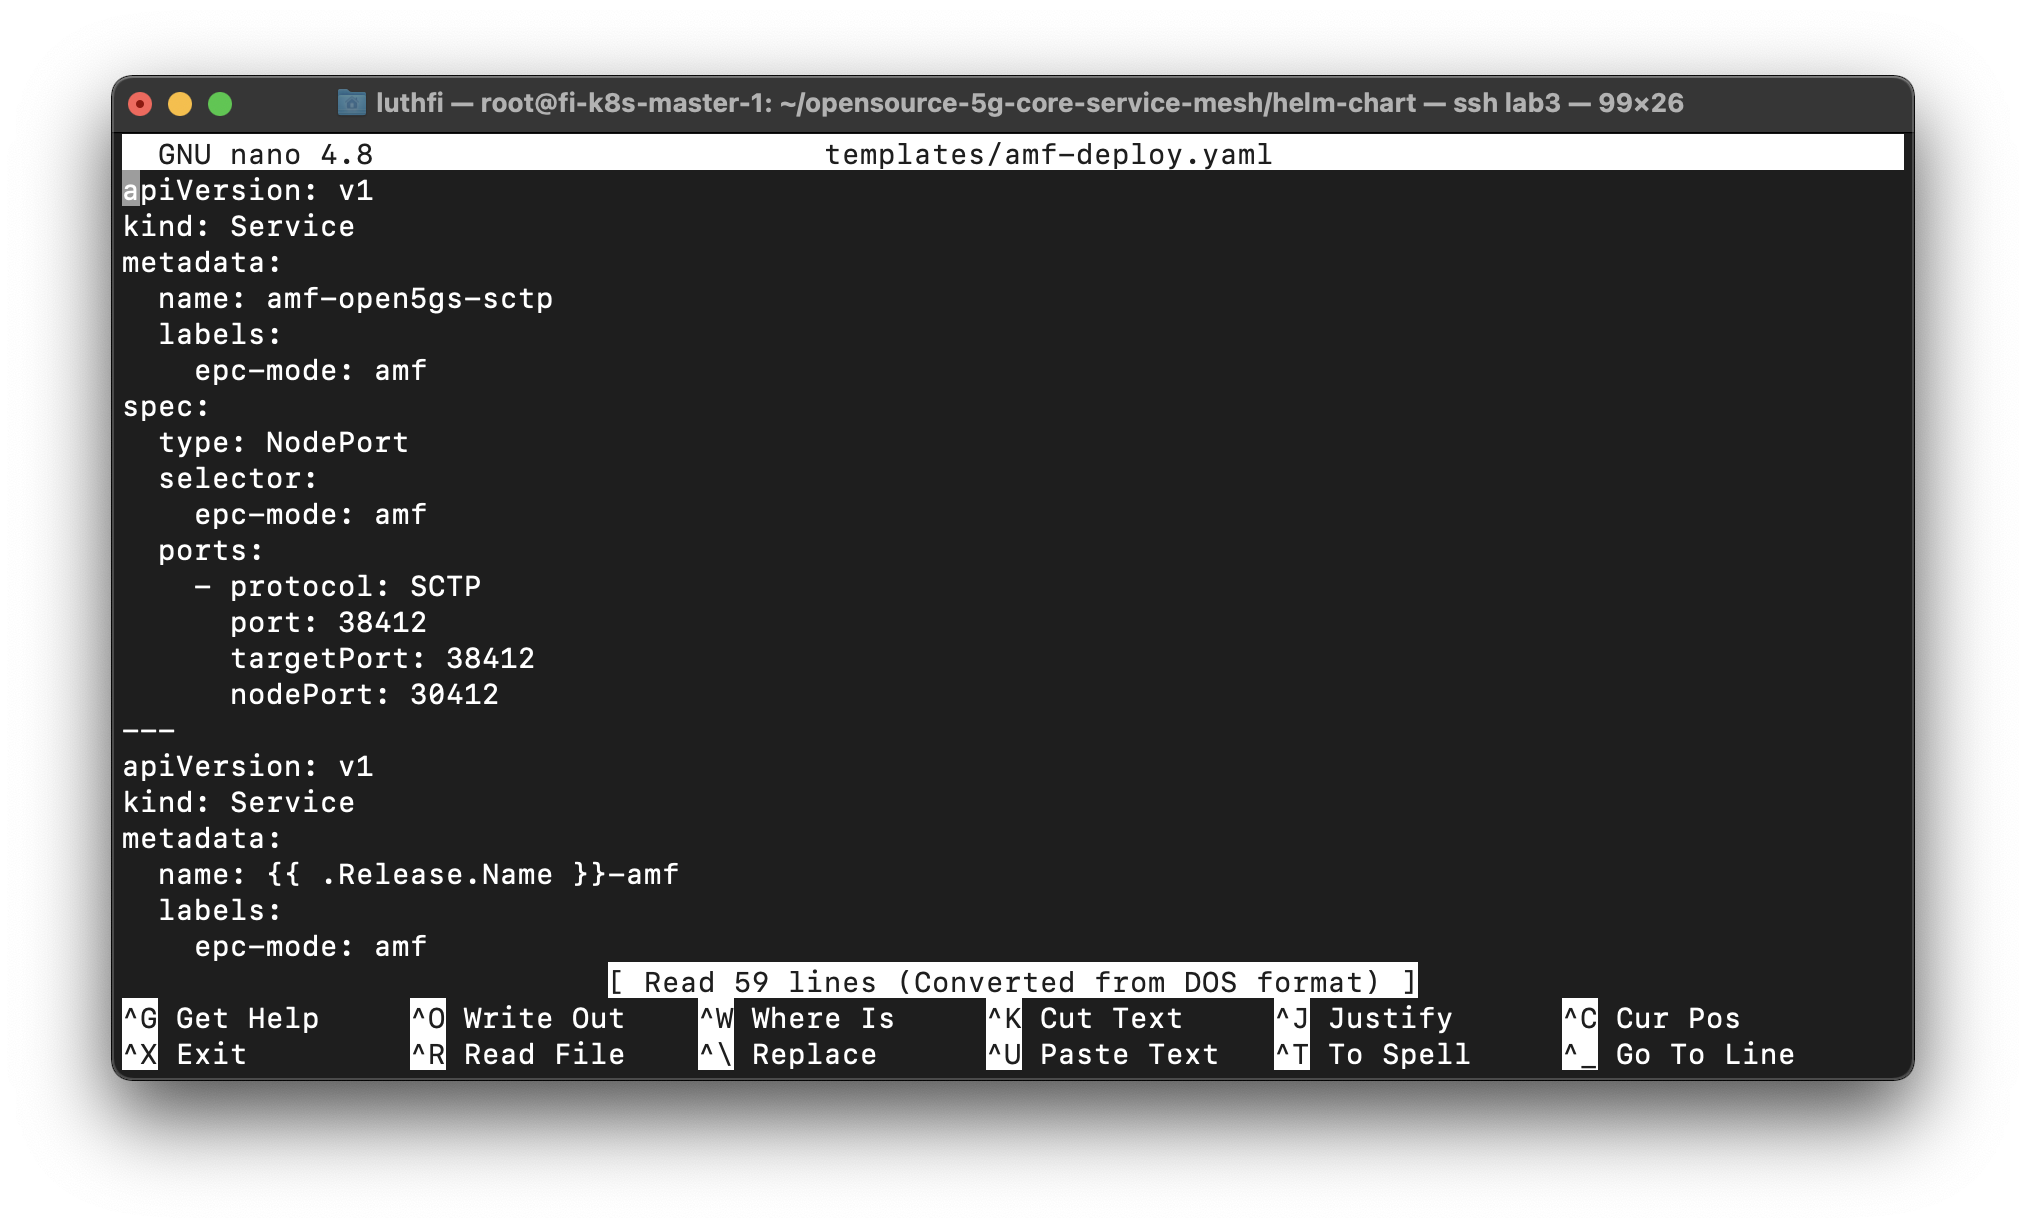 luthfi — root@fi-k8s-master-1: ~/opensource-5g-core-service-mesh/helm-chart — ssh lab3 — 99×26
  GNU nano 4.8                         templates/amf-deploy.yaml
apiVersion: v1
kind: Service
metadata:
  name: amf-open5gs-sctp
  labels:
    epc-mode: amf
spec:
  type: NodePort
  selector:
    epc-mode: amf
  ports:
    - protocol: SCTP
      port: 38412
      targetPort: 38412
      nodePort: 30412
---
apiVersion: v1
kind: Service
metadata:
  name: {{ .Release.Name }}-amf
  labels:
    epc-mode: amf
[ Read 59 lines (Converted from DOS format) ]
^G Get Help     ^O Write Out    ^W Where Is     ^K Cut Text     ^J Justify      ^C Cur Pos
^X Exit         ^R Read File    ^\ Replace      ^U Paste Text   ^T To Spell     ^_ Go To Line